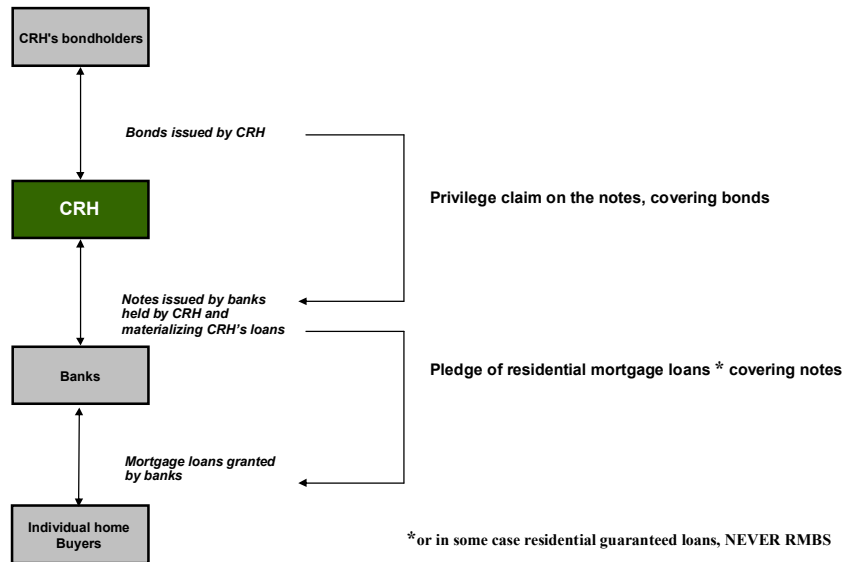 CRH's bondholders
Bonds issued by CRH
Privilege claim on the notes, covering bonds
CRH
Notes issued by banks
held by CRH and
materializing CRH's loans
Pledge of residential mortgage loans * covering notes
Banks
Mortgage loans granted
by banks
Individual home
Buyers
*or in some case residential guaranteed loans, NEVER RMBS